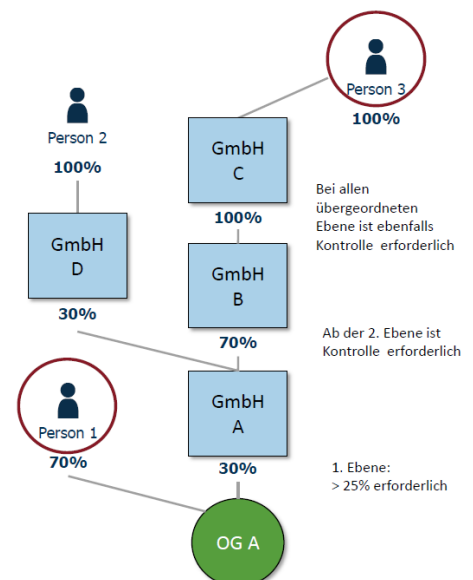 Person 3
100%
Person 2
100%
GmbH
C
100%
Bei allen
übergeordneten
Ebene ist ebenfalls
Kontrolle erforderlich
GmbH
D
30%
GmbH
B
70%
Ab der 2. Ebene ist
Kontrolle erforderlich
Person 1
70%
GmbH
A
30%
1. Ebene:
> 25% erforderlich
OG A